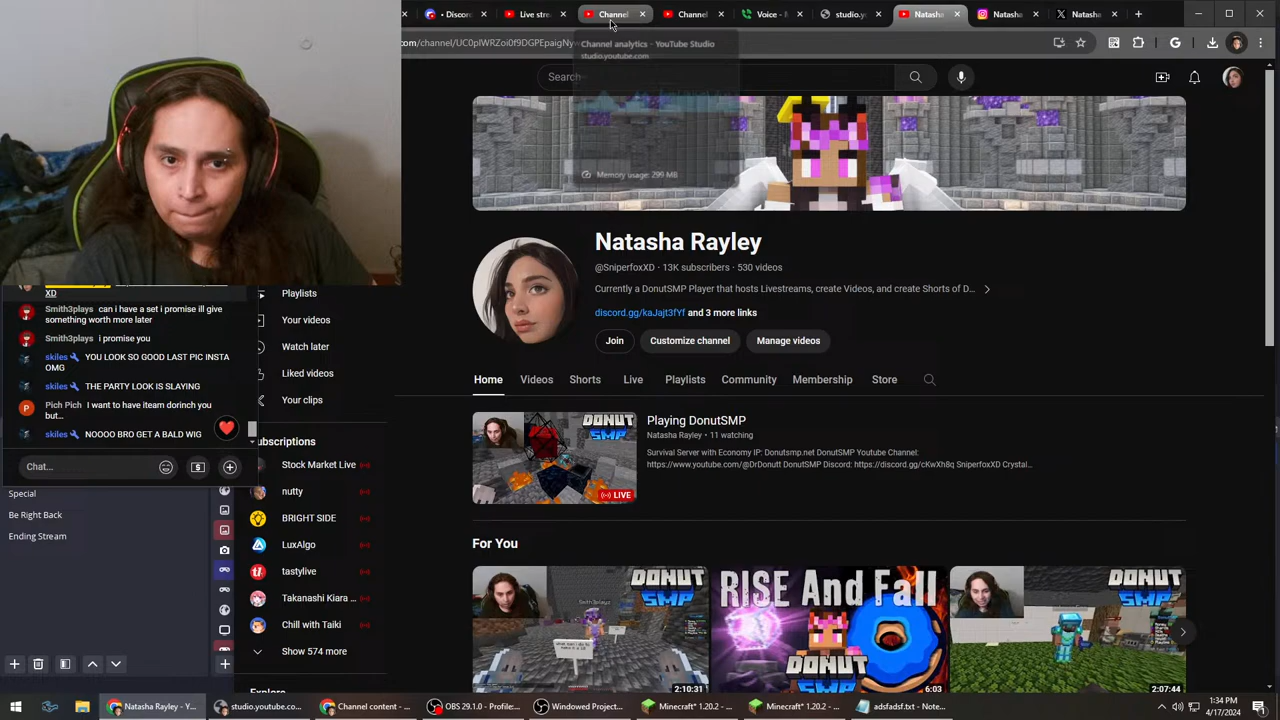 Discord
Live stre
Channel
Channel
Voice -
studio.yo
Natasha
Natasha
Natasha
Channel analytics - YouTube Studio
studio.youtube.com
Memory usage: 299 MB
Search
Natasha Rayley
@SniperfoxXD · 13K subscribers · 530 videos
Currently a DonutSMP Player that hosts Livestreams, create Videos, and create Shorts of D...
discord.gg/kaJajt3fYf and 3 more links
Join
Customize channel
Manage videos
Home
Videos
Shorts
Live
Playlists
Community
Membership
Store
XD
Smith3plays can i have a set i promise ill give
something worth more later
Smith3plays i promise you
skiles YOU LOOK SO GOOD LAST PIC INSTA
OMG
skiles THE PARTY LOOK IS SLAYING
Pich Pich I want to have iteam dorinch you
but...
skiles NOOOO BRO GET A BALD WIG
Chat...
Special
Be Right Back
Ending Stream
Playlists
Your videos
Watch later
Liked videos
Your clips
Subscriptions
Stock Market Live
nutty
BRIGHT SIDE
LuxAlgo
tastylive
Takanashi Kiara ...
Chill with Taiki
Show 574 more
Explore
DONUT
SMP
LIVE
Playing DonutSMP
Natasha Rayley · 11 watching
Survival Server with Economy IP: Donutsmp.net DonutSMP Youtube Channel:
https://www.youtube.com/@DrDonutt DonutSMP Discord: https://discord.gg/cKwXh8q SniperfoxXD Crystal...
For You
DONUT
SMP
2:10:31
RISE And FAll
DONUT
SMP
6:03
DONUT
SMP
2:07:44
Natasha Rayley - Y...
studio.youtube.co...
Channel content - ...
OBS 29.1.0 - Profile:...
Windowed Project...
Minecraft* 1.20.2 - ...
Minecraft* 1.20.2 - ...
adsfadsf.txt - Note...
1:34 PM
4/17/2024